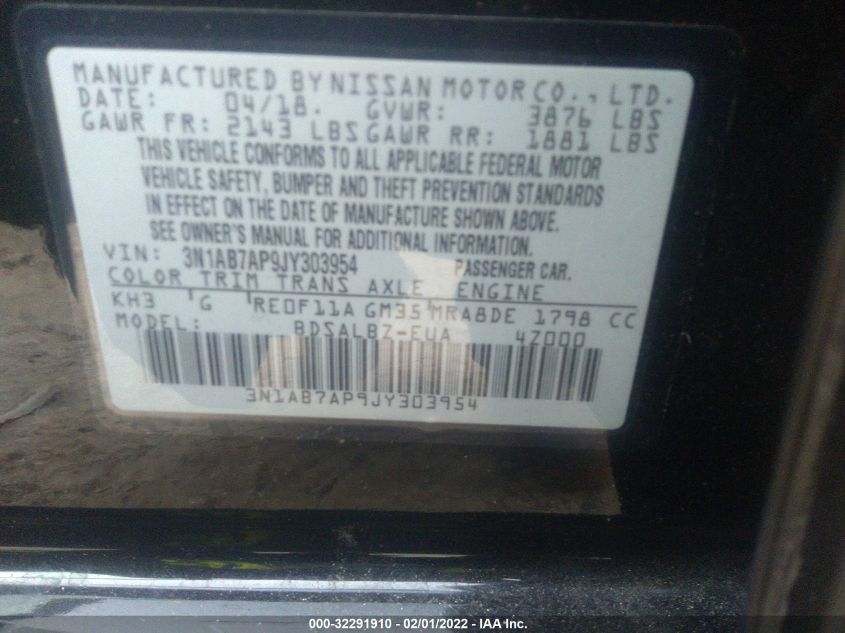 MANUFACTURED BY NISSAN MOTOR CO., LTD.
DATE: 04/18. GVWR: 3876 LBS
GAWR FR: 2143 LBS GAWR RR: 1881 LBS
THIS VEHICLE CONFORMS TO ALL APPLICABLE FEDERAL MOTOR
VEHICLE SAFETY, BUMPER AND THEFT PREVENTION STANDARDS
IN EFFECT ON THE DATE OF MANUFACTURE SHOWN ABOVE.
SEE OWNER'S MANUAL FOR ADDITIONAL INFORMATION.
VIN: 3N1AB7AP9JY303954 PASSENGER CAR.
COLOR TRIM TRANS AXLE ENGINE
KH3 G RE0F11A GM35 MRA8DE 1798 CC
MODEL: BDSALBZ-EUA 4Z000
3N1AB7AP9JY303954
000-32291910 - 02/01/2022 - IAA Inc.